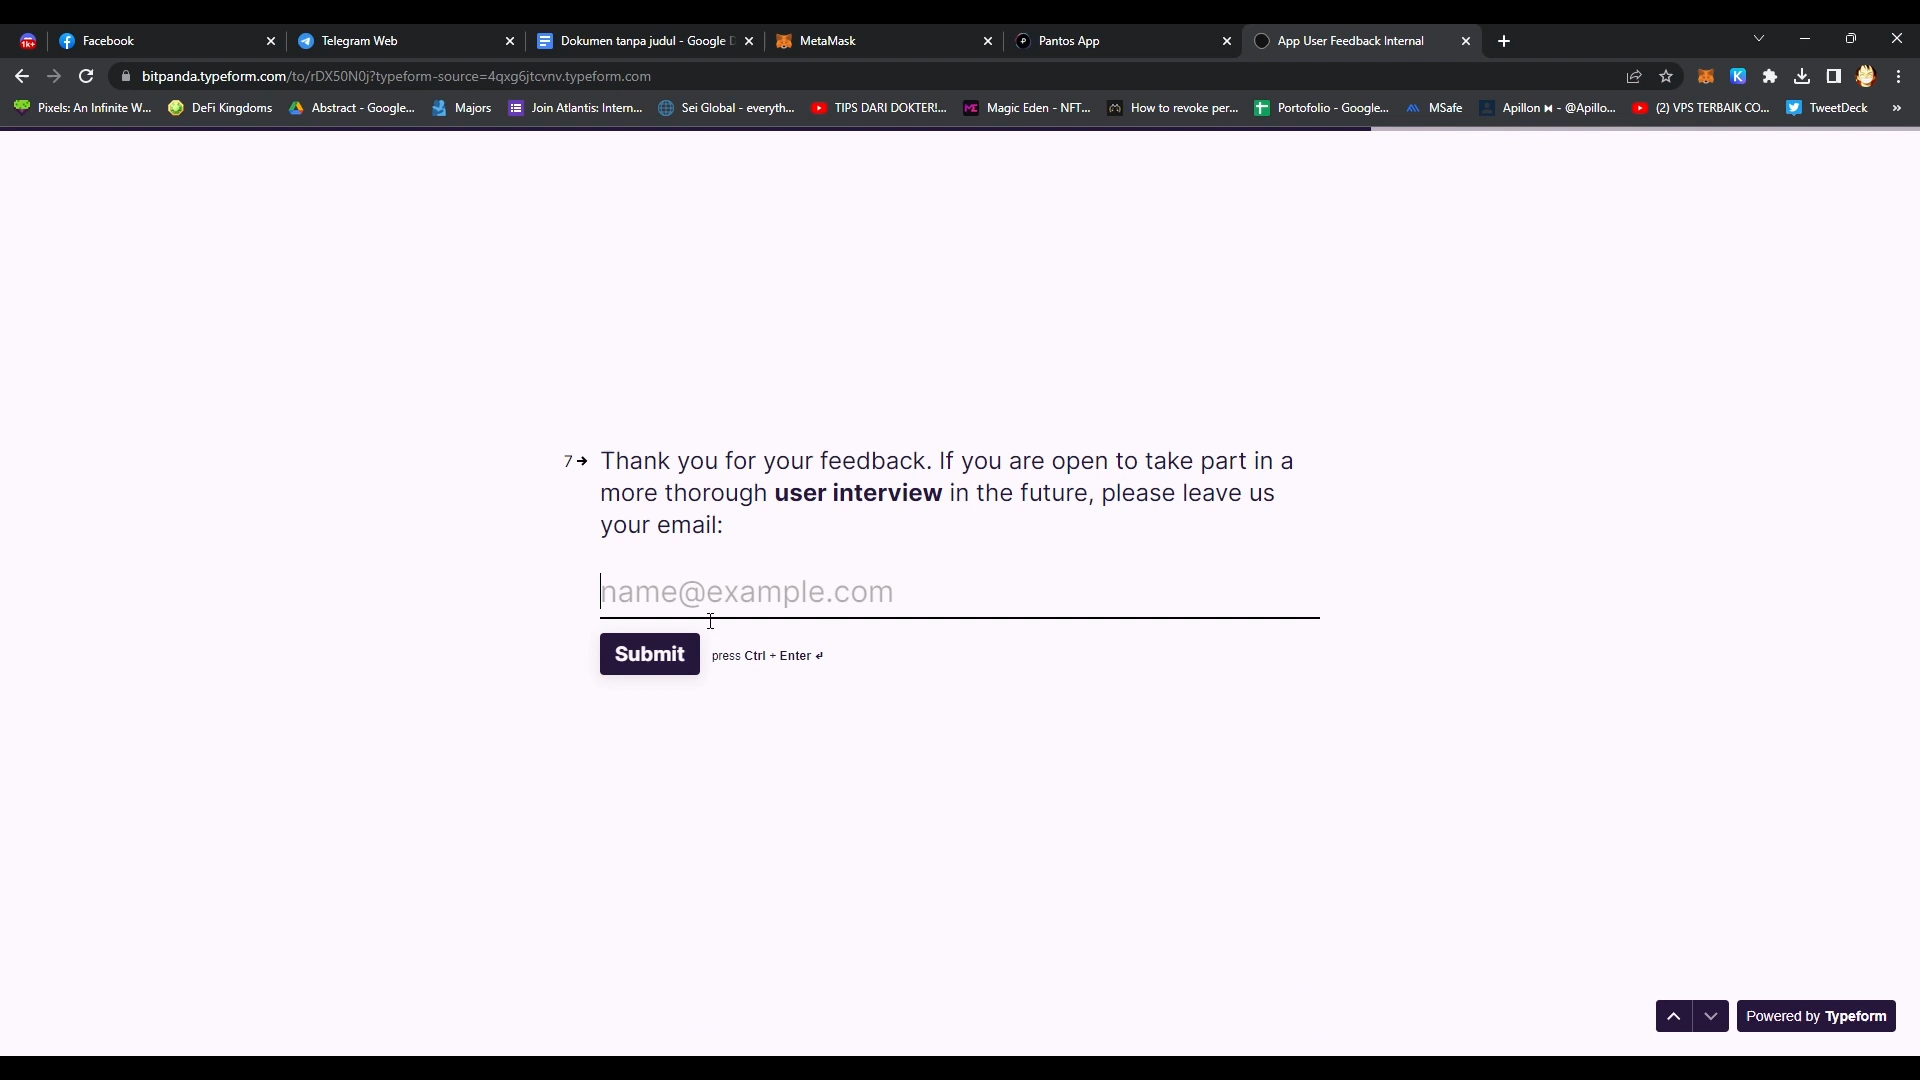 1k+
Facebook
Telegram Web
Dokumen tanpa judul - Google D
MetaMask
Pantos App
App User Feedback Internal
bitpanda.typeform.com/to/rDX50N0j?typeform-source=4qxg6jtcvnv.typeform.com
Pixels: An Infinite W...
DeFi Kingdoms
Abstract - Google...
Majors
Join Atlantis: Intern...
Sei Global - everyth...
TIPS DARI DOKTER!...
Magic Eden - NFT...
How to revoke per...
Portofolio - Google...
MSafe
Apillon ⧓ - @Apillo...
(2) VPS TERBAIK CO...
TweetDeck
»
7→ Thank you for your feedback. If you are open to take part in a
more thorough user interview in the future, please leave us
your email:
name@example.com
Submit press Ctrl + Enter ↵
Powered by Typeform